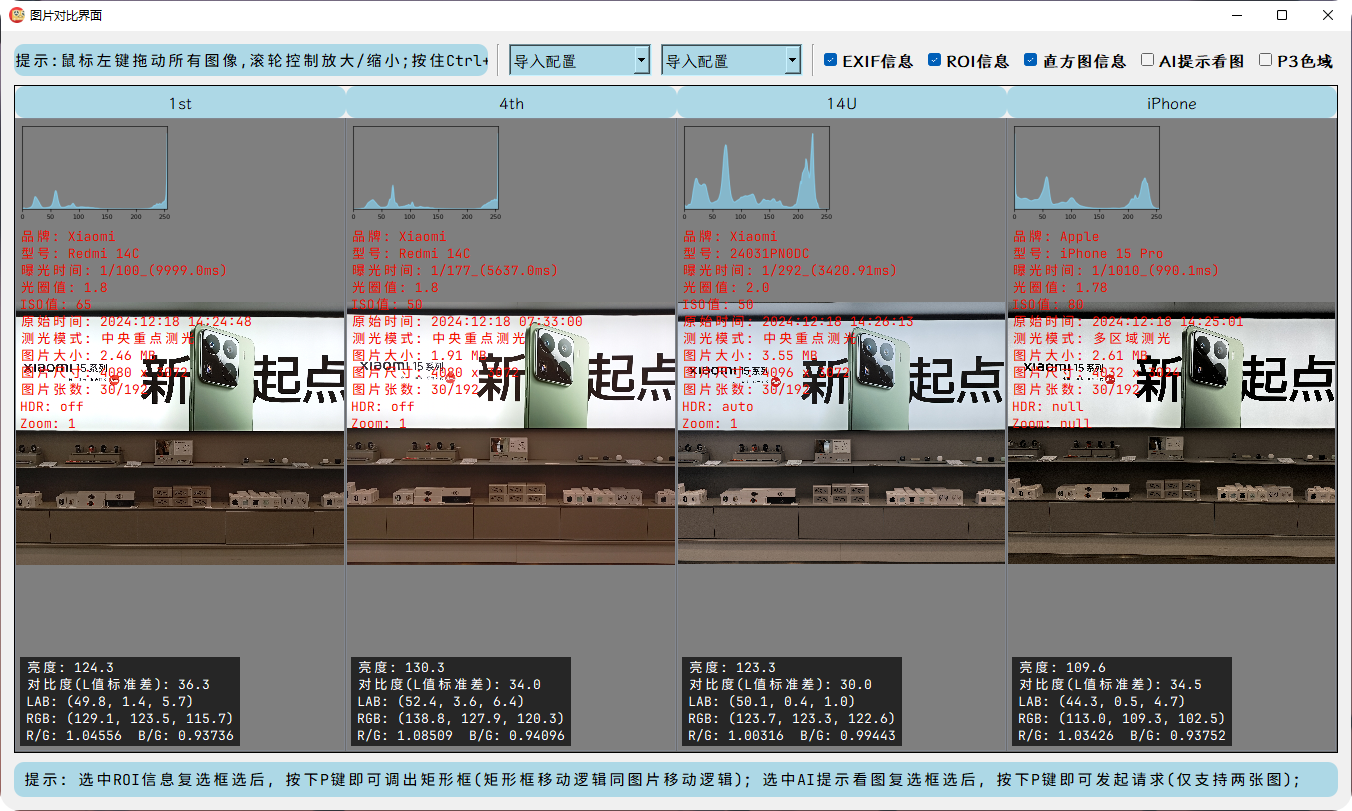 图片对比界面
提示:鼠标左键拖动所有图像,滚轮控制放大/缩小;按住Ctrl+
导入配置
导入配置
EXIF信息
ROI信息
直方图信息
AI提示看图
P3色域
1st
4th
14U
iPhone
0 50 100 150 200 250
品牌: Xiaomi
型号: Redmi 14C
曝光时间: 1/100_(9999.0ms)
光圈值: 1.8
ISO值: 65
原始时间: 2024:12:18 14:24:48
测光模式: 中央重点测光
图片大小: 2.46 MB
图片尺寸: 4080 x 3072
图片张数: 30/192
HDR: off
Zoom: 1
xiaomi 15系列
新 起点
亮度: 124.3
对比度(L值标准差): 36.3
LAB: (49.8, 1.4, 5.7)
RGB: (129.1, 123.5, 115.7)
R/G: 1.04556 B/G: 0.93736
0 50 100 150 200 250
品牌: Xiaomi
型号: Redmi 14C
曝光时间: 1/177_(5637.0ms)
光圈值: 1.8
ISO值: 50
原始时间: 2024:12:18 07:33:00
测光模式: 中央重点测光
图片大小: 1.91 MB
图片尺寸: 4080 x 3072
图片张数: 30/192
HDR: off
Zoom: 1
xiaomi 15系列
新 起点
亮度: 130.3
对比度(L值标准差): 34.0
LAB: (52.4, 3.6, 6.4)
RGB: (138.8, 127.9, 120.3)
R/G: 1.08509 B/G: 0.94096
0 50 100 150 200 250
品牌: Xiaomi
型号: 24031PN0DC
曝光时间: 1/292_(3420.91ms)
光圈值: 2.0
ISO值: 50
原始时间: 2024:12:18 14:26:13
测光模式: 中央重点测光
图片大小: 3.55 MB
图片尺寸: 4096 x 3072
图片张数: 30/192
HDR: auto
Zoom: 1
xiaomi 15系列
新 起点
亮度: 123.3
对比度(L值标准差): 30.0
LAB: (50.1, 0.4, 1.0)
RGB: (123.7, 123.3, 122.6)
R/G: 1.00316 B/G: 0.99443
0 50 100 150 200 250
品牌: Apple
型号: iPhone 15 Pro
曝光时间: 1/1010_(990.1ms)
光圈值: 1.78
ISO值: 80
原始时间: 2024:12:18 14:25:01
测光模式: 多区域测光
图片大小: 2.61 MB
图片尺寸: 4032 x
图片张数: 30/192
HDR: null
Zoom: null
xiaomi 15系列
新 起点
亮度: 109.6
对比度(L值标准差): 34.5
LAB: (44.3, 0.5, 4.7)
RGB: (113.0, 109.3, 102.5)
R/G: 1.03426 B/G: 0.93752
提示: 选中ROI信息复选框选后, 按下P键即可调出矩形框(矩形框移动逻辑同图片移动逻辑); 选中AI提示看图复选框选后, 按下P键即可发起请求(仅支持两张图);